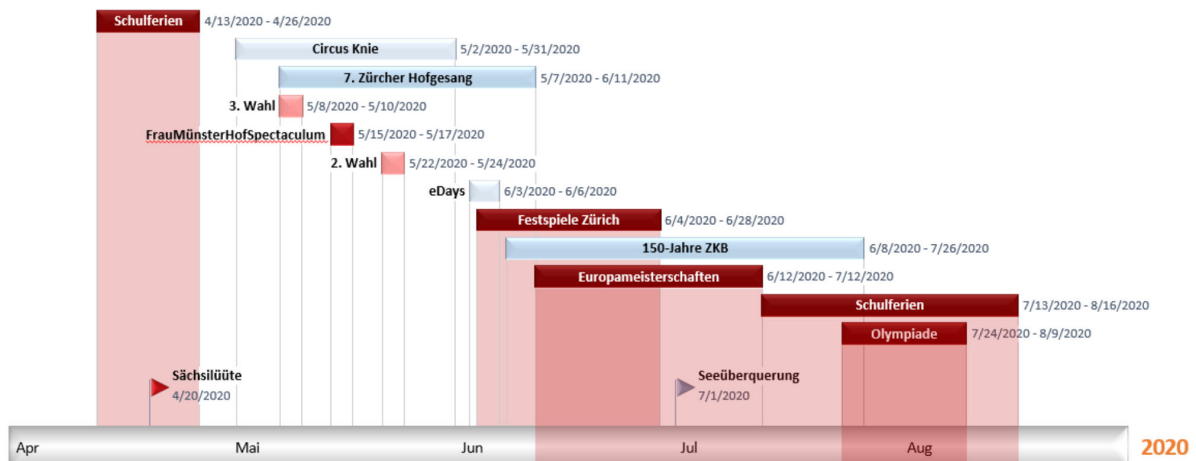 Schulferien 4/13/2020 - 4/26/2020
Circus Knie 5/2/2020 - 5/31/2020
7. Zürcher Hofgesang 5/7/2020 - 6/11/2020
3. Wahl 5/8/2020 - 5/10/2020
FrauMünsterHofSpectaculum 5/15/2020 - 5/17/2020
2. Wahl 5/22/2020 - 5/24/2020
eDays 6/3/2020 - 6/6/2020
Festspiele Zürich 6/4/2020 - 6/28/2020
150-Jahre ZKB 6/8/2020 - 7/26/2020
Europameisterschaften 6/12/2020 - 7/12/2020
Schulferien 7/13/2020 - 8/16/2020
Olympiade 7/24/2020 - 8/9/2020
Sächsilüüte
4/20/2020
Seeüberquerung
7/1/2020
Apr Mai Jun Jul Aug 2020